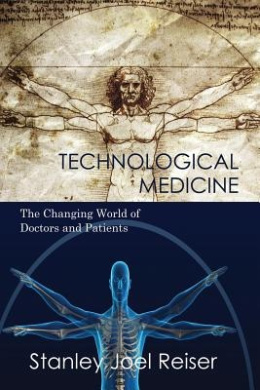 TECHNOLOGICAL
MEDICINE
The Changing World of
Doctors and Patients
Stanley Joel Reiser